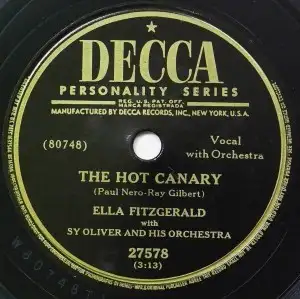 DECCA
PERSONALITY SERIES
REG. U.S. PAT. OFF.
MARCA REGISTRADA
MANUFACTURED BY DECCA RECORDS, INC., NEW YORK, U.S.A.
(80748)
Vocal
with Orchestra
THE HOT CANARY
(Paul Nero-Ray Gilbert)
ELLA FITZGERALD
with
SY OLIVER AND HIS ORCHESTRA
27578
(3:13)